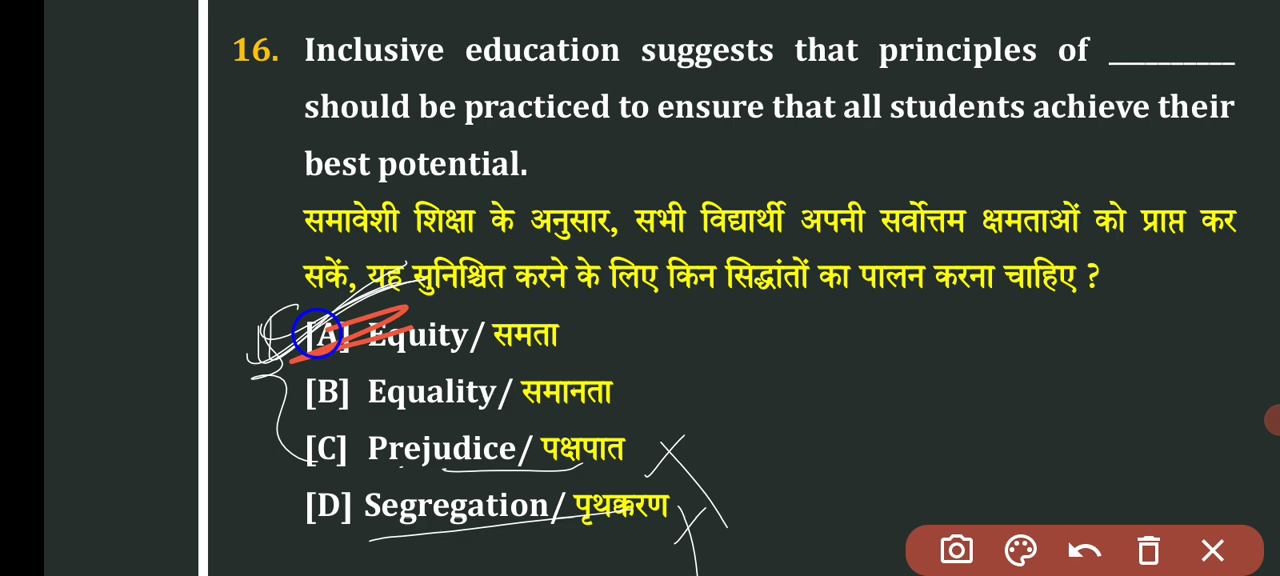 16. Inclusive education suggests that principles of __________
should be practiced to ensure that all students achieve their
best potential.
समावेशी शिक्षा के अनुसार, सभी विद्यार्थी अपनी सर्वोत्तम क्षमताओं को प्राप्त कर
सकें, यह सुनिश्चित करने के लिए किन सिद्धांतों का पालन करना चाहिए ?
[A] Equity/ समता
[B] Equality/ समानता
[C] Prejudice/ पक्षपात
[D] Segregation/ पृथक्करण